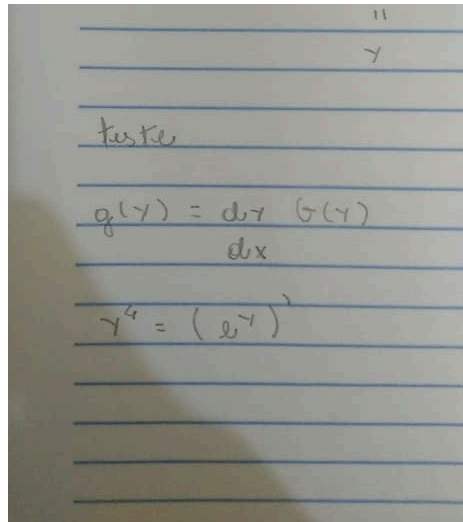 "
y
teste
g(y) = dy G(y)
dx
y⁴ = (e^y)'